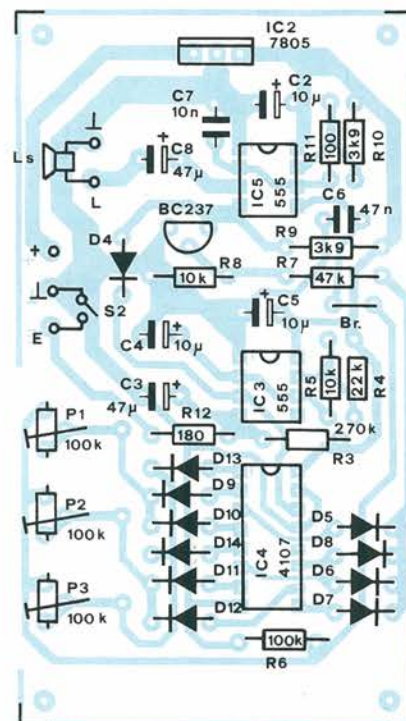 IC2
7805
C7
10n
C2
10µ
+
⊥
Ls
L
+
C8
47µ
IC5
555
R11
100
3k9
R10
C6
47n
BC237
D4
R9
3k9
R8
10k
R7
47k
+
⊥
S2
E
C5
10µ
+
Br.
C4
10µ
+
C3
47µ
+
IC3
555
R5
10k
22k
R4
R12
180
270k
R3
P1
100k
P2
100k
P3
100k
D13
D9
D10
D14
D11
D12
IC4
4107
D5
D8
D6
D7
100k
R6